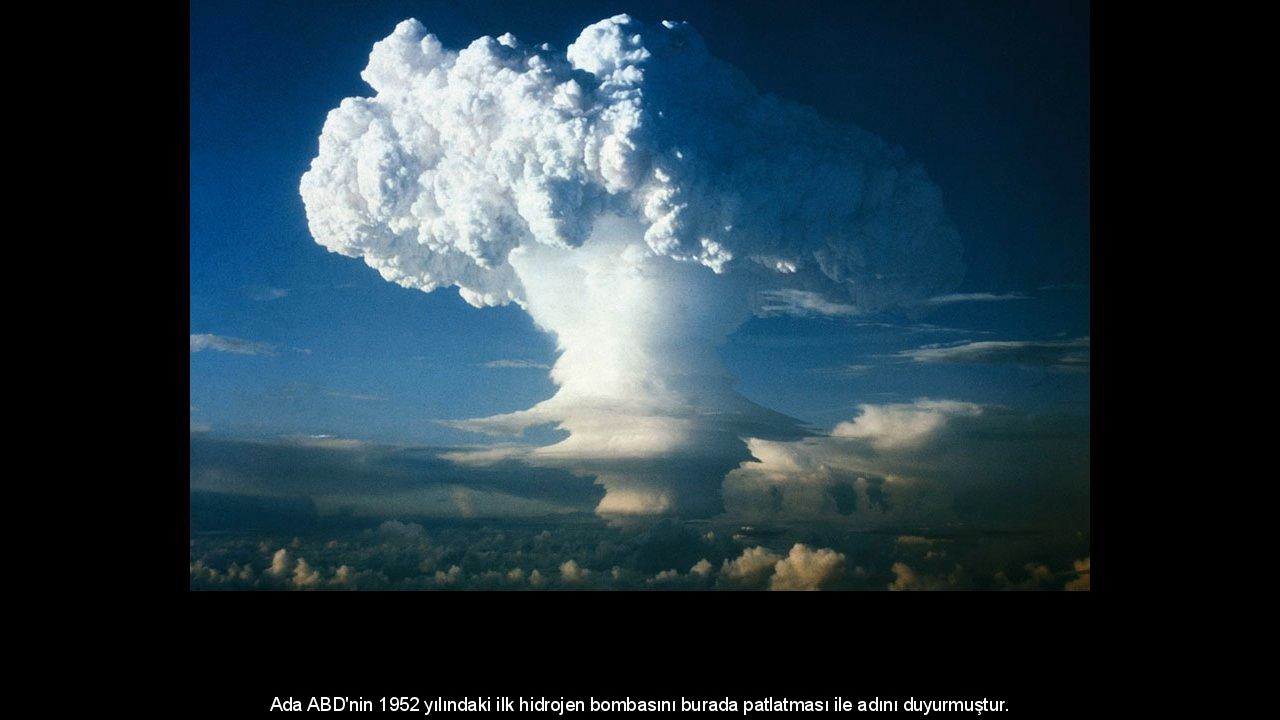 Ada ABD'nin 1952 yılındaki ilk hidrojen bombasını burada patlatması ile adını duyurmuştur.